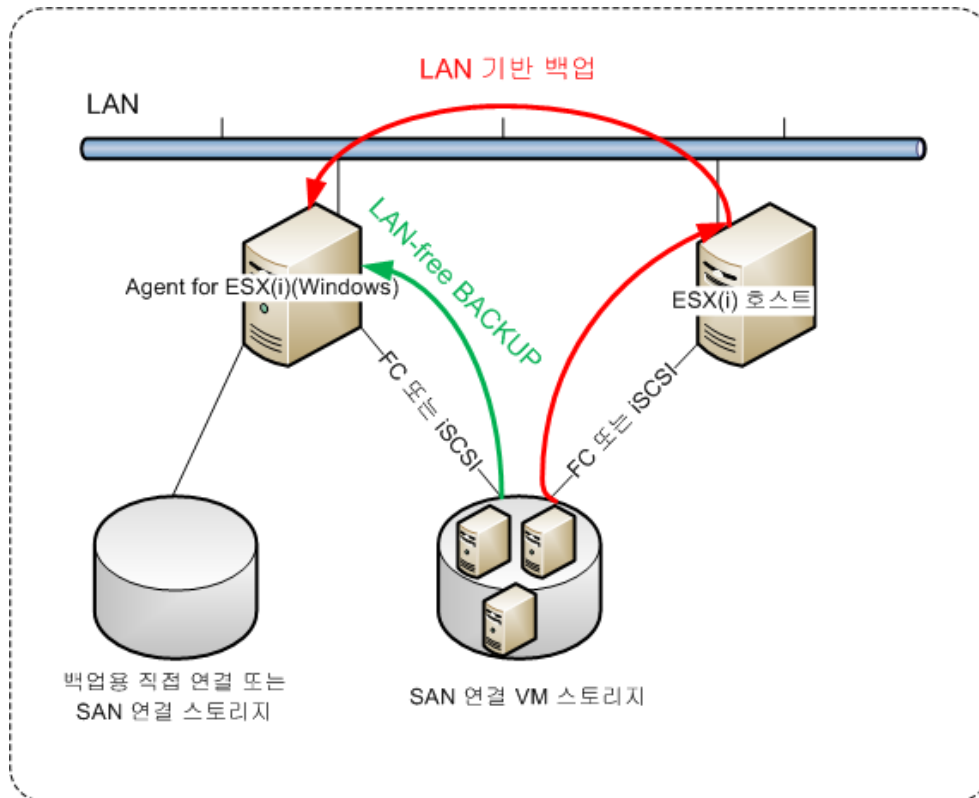 LAN 기반 백업
LAN
LAN-free BACKUP
Agent for ESX(i)(Windows)
ESX(i) 호스트
FC 또는 iSCSI
FC 또는 iSCSI
백업용 직접 연결 또는
SAN 연결 스토리지
SAN 연결 VM 스토리지